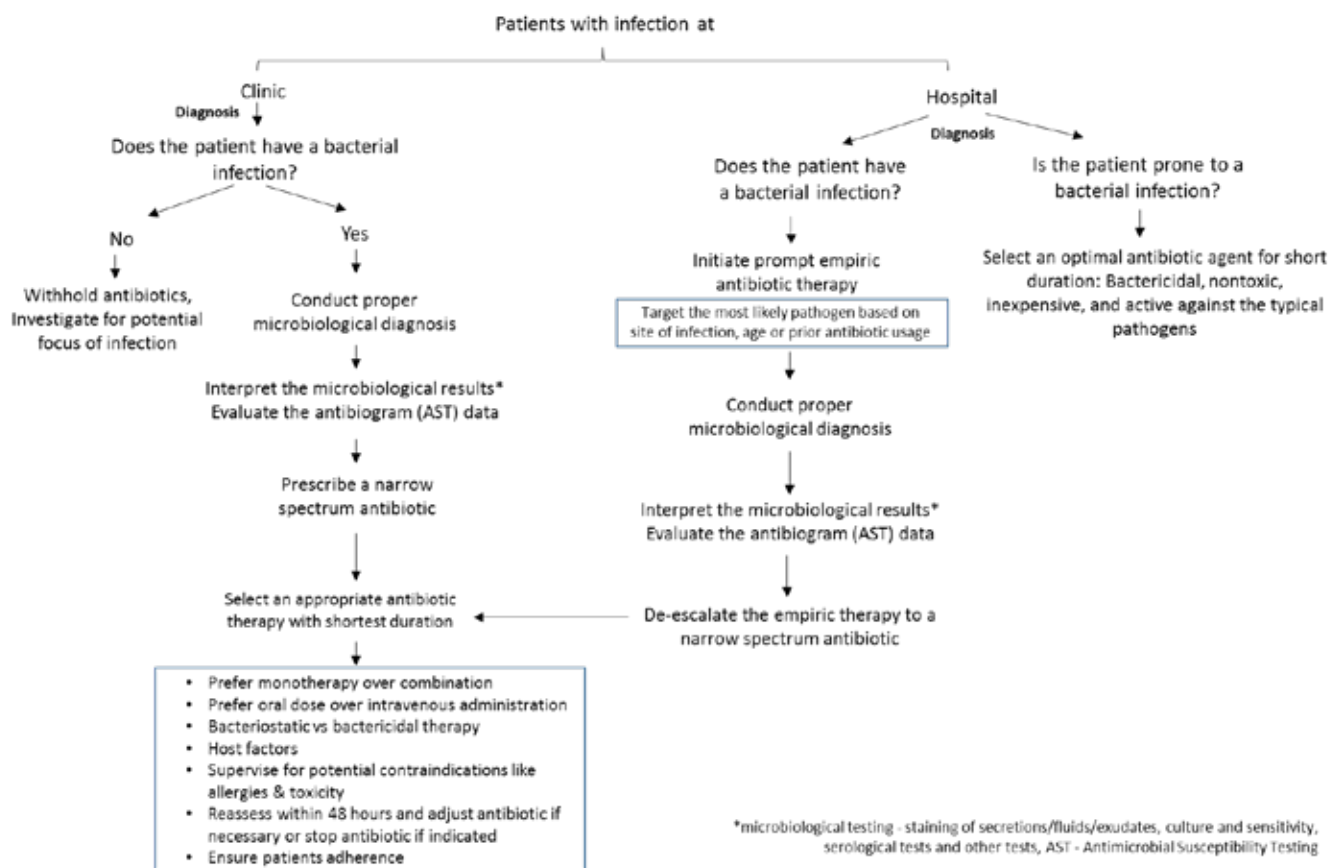 Patients with infection at
Clinic
Diagnosis
Does the patient have a bacterial
infection?
No
Yes
Withhold antibiotics,
Investigate for potential
focus of infection
Conduct proper
microbiological diagnosis
Interpret the microbiological results*
Evaluate the antibiogram (AST) data
Prescribe a narrow
spectrum antibiotic
Select an appropriate antibiotic
therapy with shortest duration
• Prefer monotherapy over combination
• Prefer oral dose over intravenous administration
• Bacteriostatic vs bactericidal therapy
• Host factors
• Supervise for potential contraindications like
allergies & toxicity
• Reassess within 48 hours and adjust antibiotic if
necessary or stop antibiotic if indicated
• Ensure patients adherence
Hospital
Diagnosis
Does the patient have
a bacterial infection?
Initiate prompt empiric
antibiotic therapy
Target the most likely pathogen based on
site of infection, age or prior antibiotic usage
Conduct proper
microbiological diagnosis
Interpret the microbiological results*
Evaluate the antibiogram (AST) data
De-escalate the empiric therapy to a
narrow spectrum antibiotic
Is the patient prone to a
bacterial infection?
Select an optimal antibiotic agent for short
duration: Bactericidal, nontoxic,
inexpensive, and active against the typical
pathogens
*microbiological testing - staining of secretions/fluids/exudates, culture and sensitivity,
serological tests and other tests, AST - Antimicrobial Susceptibility Testing